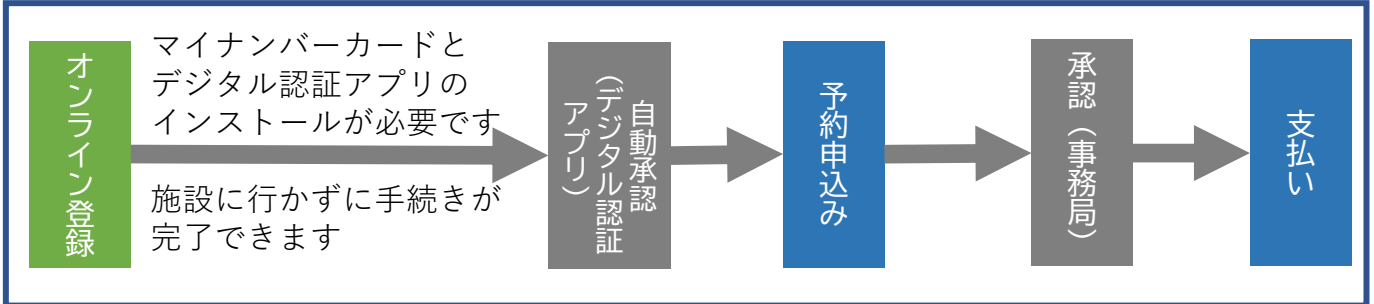 オンライン登録
マイナンバーカードと
デジタル認証アプリの
インストールが必要です
施設に行かずに手続きが
完了できます
自動承認
（デジタル認証
アプリ）
予約申込み
承認（事務局）
支払い